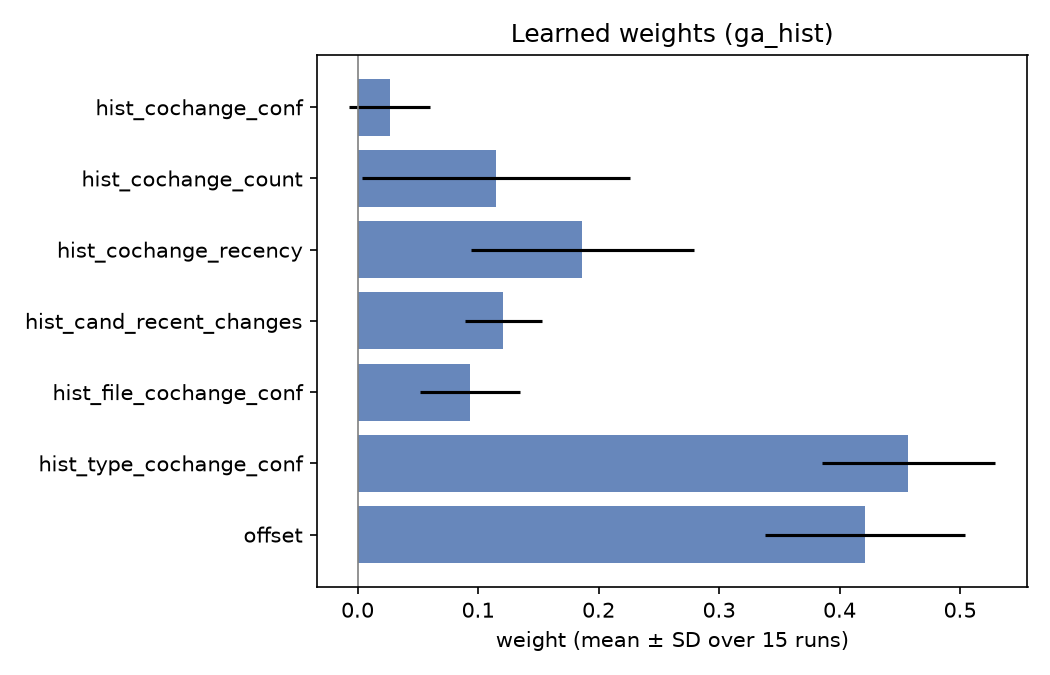 Learned weights (ga_hist)
hist_cochange_conf
hist_cochange_count
hist_cochange_recency
hist_cand_recent_changes
hist_file_cochange_conf
hist_type_cochange_conf
offset
0.0 0.1 0.2 0.3 0.4 0.5
weight (mean ± SD over 15 runs)